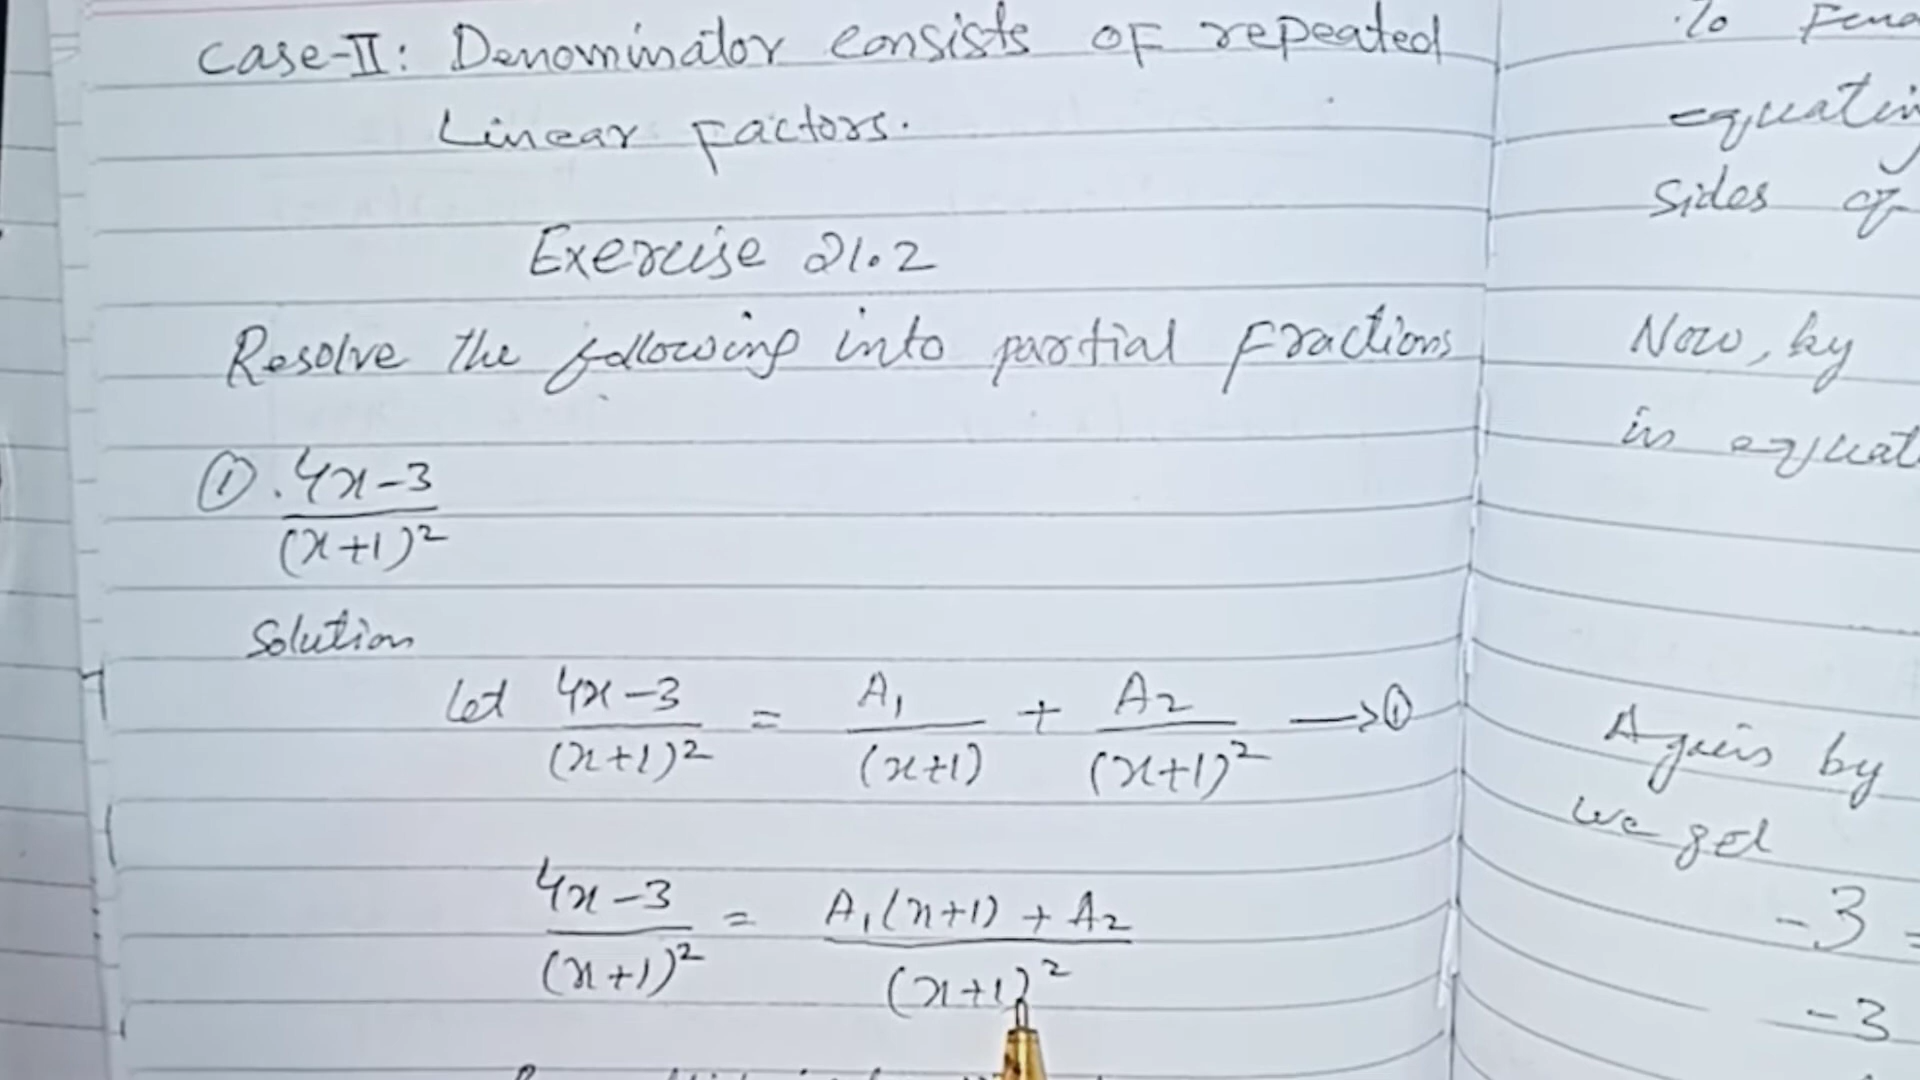 Case-II: Denominator consists of repeated
Linear Factors.
Exercise 21.2
Resolve the following into partial Fractions
① . 4x-3
(x+1)²
Solution
Let 4x-3 = A₁ + A₂ →①
(x+1)² (x+1) (x+1)²
4x-3 = A₁(x+1) + A₂
(x+1)² (x+1)²
To
equatin
Sides of
Now, by
in equat
Again by
we get
-3 =
-3